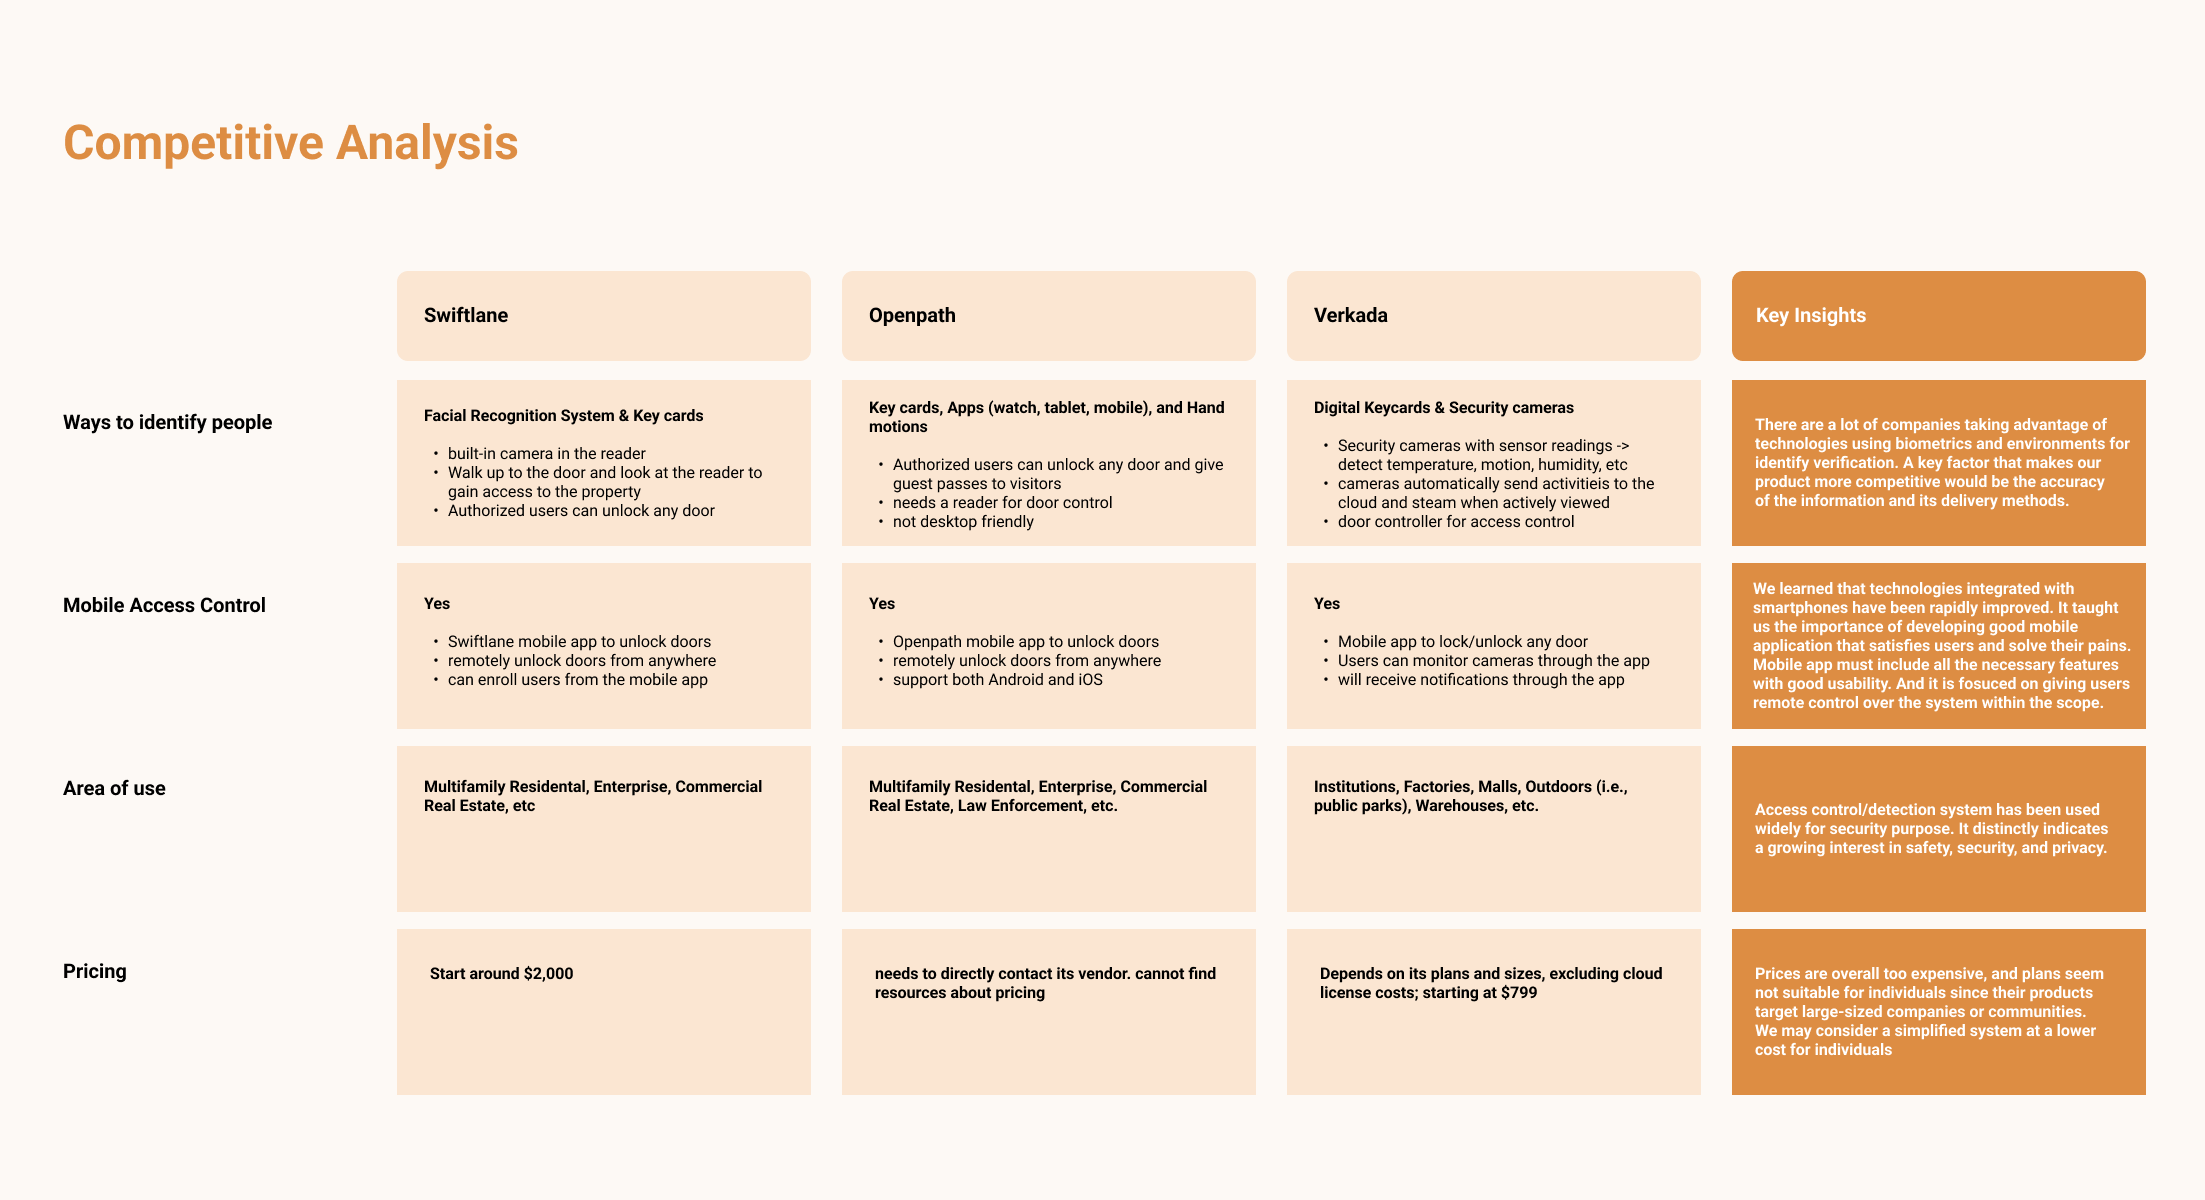 Competitive Analysis
Swiftlane
Openpath
Verkada
Key Insights
Ways to identify people
Facial Recognition System & Key cards
• built-in camera in the reader
• Walk up to the door and look at the reader to
gain access to the property
• Authorized users can unlock any door
Key cards, Apps (watch, tablet, mobile), and Hand
motions
• Authorized users can unlock any door and give
guest passes to visitors
• needs a reader for door control
• not desktop friendly
Digital Keycards & Security cameras
• Security cameras with sensor readings ->
detect temperature, motion, humidity, etc
• cameras automatically send activitieis to the
cloud and steam when actively viewed
• door controller for access control
There are a lot of companies taking advantage of
technologies using biometrics and environments for
identify verification. A key factor that makes our
product more competitive would be the accuracy
of the information and its delivery methods.
Mobile Access Control
Yes
• Swiftlane mobile app to unlock doors
• remotely unlock doors from anywhere
• can enroll users from the mobile app
Yes
• Openpath mobile app to unlock doors
• remotely unlock doors from anywhere
• support both Android and iOS
Yes
• Mobile app to lock/unlock any door
• Users can monitor cameras through the app
• will receive notifications through the app
We learned that technologies integrated with
smartphones have been rapidly improved. It taught
us the importance of developing good mobile
application that satisfies users and solve their pains.
Mobile app must include all the necessary features
with good usability. And it is fosuced on giving users
remote control over the system within the scope.
Area of use
Multifamily Residental, Enterprise, Commercial
Real Estate, etc
Multifamily Residental, Enterprise, Commercial
Real Estate, Law Enforcement, etc.
Institutions, Factories, Malls, Outdoors (i.e.,
public parks), Warehouses, etc.
Access control/detection system has been used
widely for security purpose. It distinctly indicates
a growing interest in safety, security, and privacy.
Pricing
Start around $2,000
needs to directly contact its vendor. cannot find
resources about pricing
Depends on its plans and sizes, excluding cloud
license costs; starting at $799
Prices are overall too expensive, and plans seem
not suitable for individuals since their products
target large-sized companies or communities.
We may consider a simplified system at a lower
cost for individuals